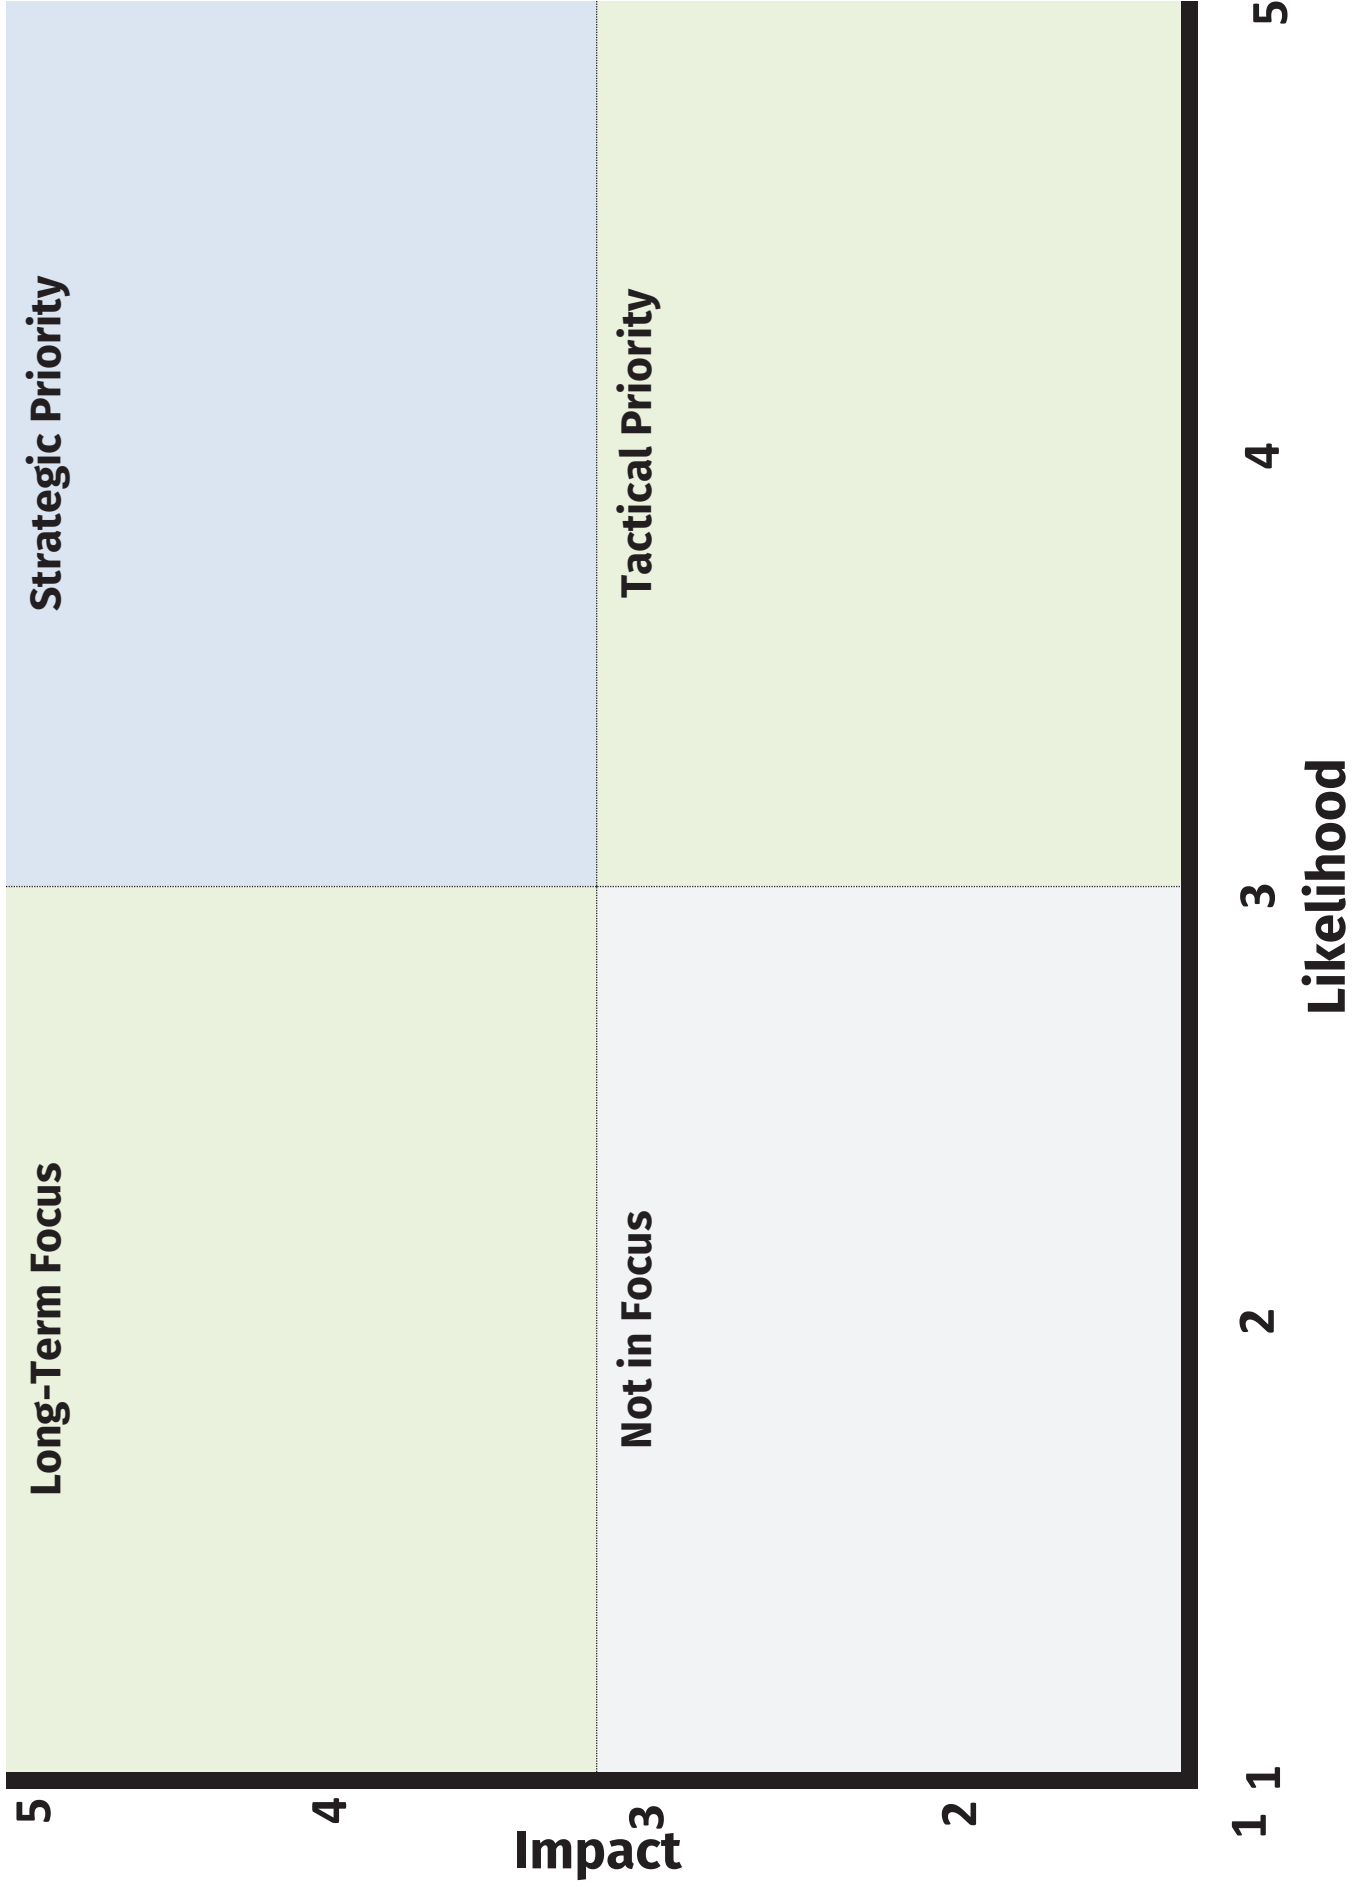 5
Long-Term Focus
Strategic Priority
4
Impact
3
Not in Focus
Tactical Priority
2
1
1
2
3
4
5
Likelihood